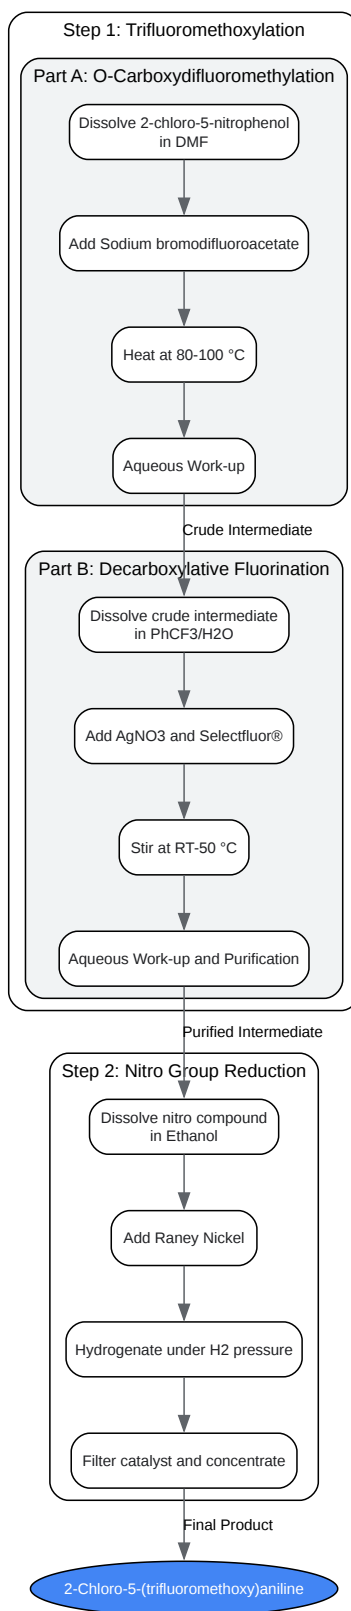 Step 1: Trifluoromethoxylation
Part A: O-Carboxydifluoromethylation
Dissolve 2-chloro-5-nitrophenol
in DMF
Add Sodium bromodifluoroacetate
Heat at 80-100 °C
Aqueous Work-up
Crude Intermediate
Part B: Decarboxylative Fluorination
Dissolve crude intermediate
in PhCF3/H2O
Add AgNO3 and Selectfluor®
Stir at RT-50 °C
Aqueous Work-up and Purification
Purified Intermediate
Step 2: Nitro Group Reduction
Dissolve nitro compound
in Ethanol
Add Raney Nickel
Hydrogenate under H2 pressure
Filter catalyst and concentrate
Final Product
2-Chloro-5-(trifluoromethoxy)aniline